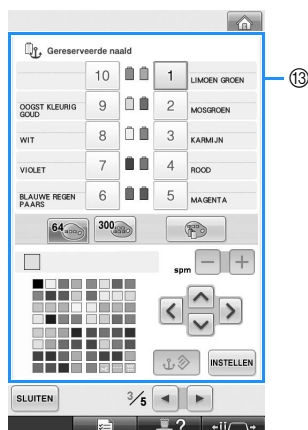 Gereserveerde naald
10 1 LIMOEN GROEN
⑬
OOGST KLEURIG GOUD 9 2 MOSGROEN
WIT 8 3 KARMIJN
VIOLET 7 4 ROOD
BLAUWE REGEN PAARS 6 5 MAGENTA
64 300
spm - +
INSTELLEN
SLUITEN 3/5
?